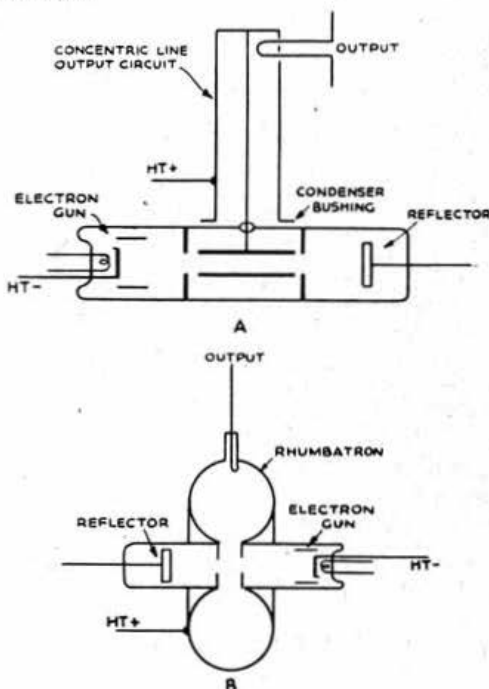 CONCENTRIC LINE
OUTPUT CIRCUIT
OUTPUT
HT+
CONDENSER
BUSHING
ELECTRON
GUN
REFLECTOR
HT-
A
OUTPUT
RHUMBATRON
ELECTRON
GUN
REFLECTOR
HT-
HT+
B